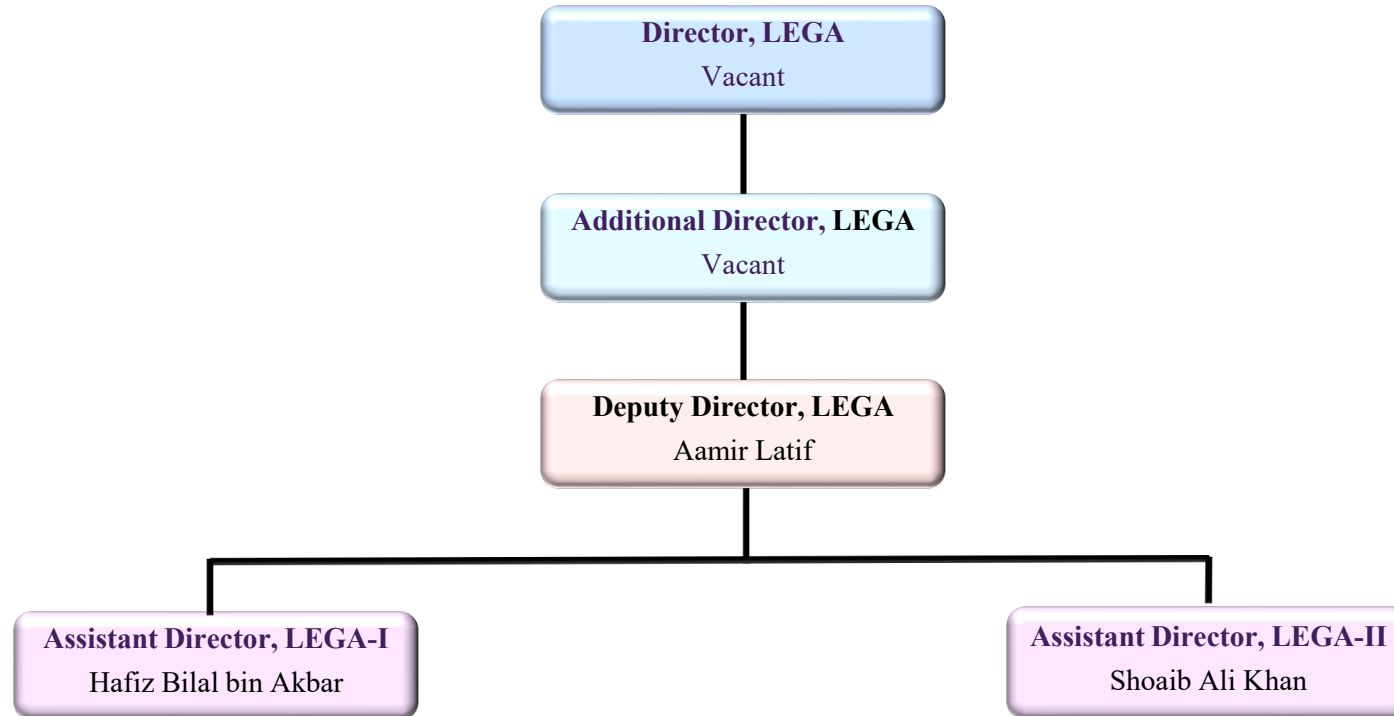 Director, LEGA
Vacant
Additional Director, LEGA
Vacant
Deputy Director, LEGA
Aamir Latif
Assistant Director, LEGA-I
Hafiz Bilal bin Akbar
Assistant Director, LEGA-II
Shoaib Ali Khan